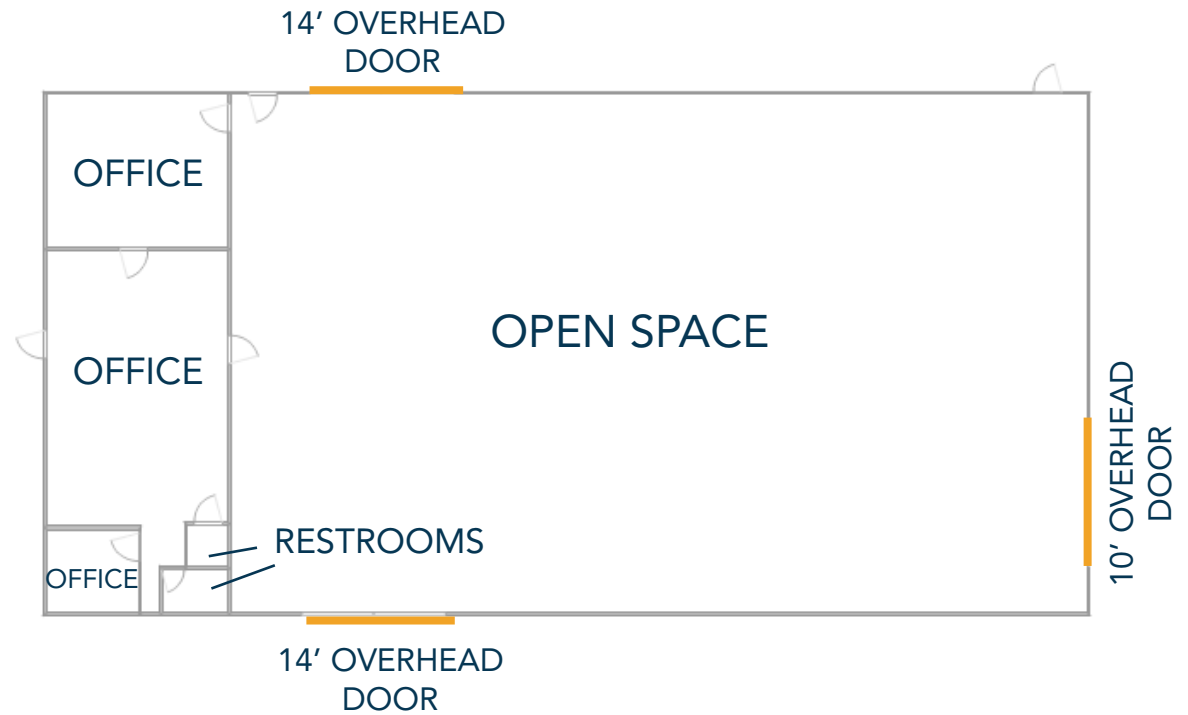 14’ OVERHEAD
DOOR
OFFICE
OPEN SPACE
OFFICE
10’ OVERHEAD
DOOR
RESTROOMS
OFFICE
14’ OVERHEAD
DOOR